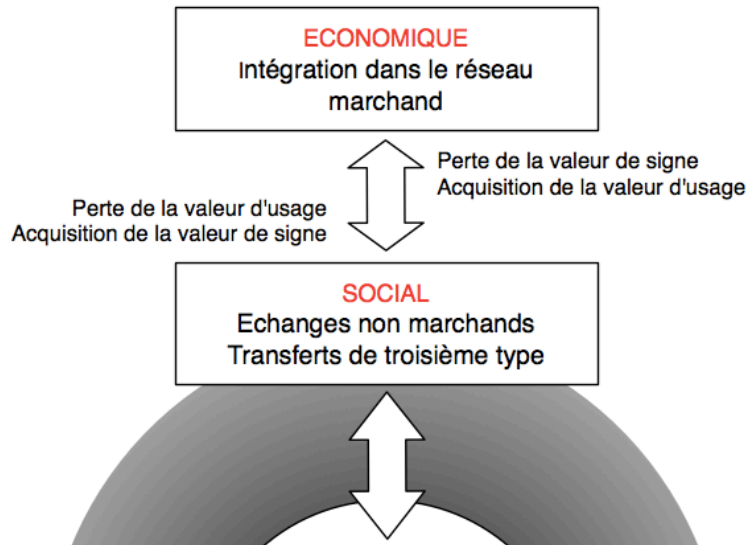 ECONOMIQUE
Intégration dans le réseau
marchand
Perte de la valeur de signe
Acquisition de la valeur d'usage
Perte de la valeur d'usage
Acquisition de la valeur de signe
SOCIAL
Echanges non marchands
Transferts de troisième type